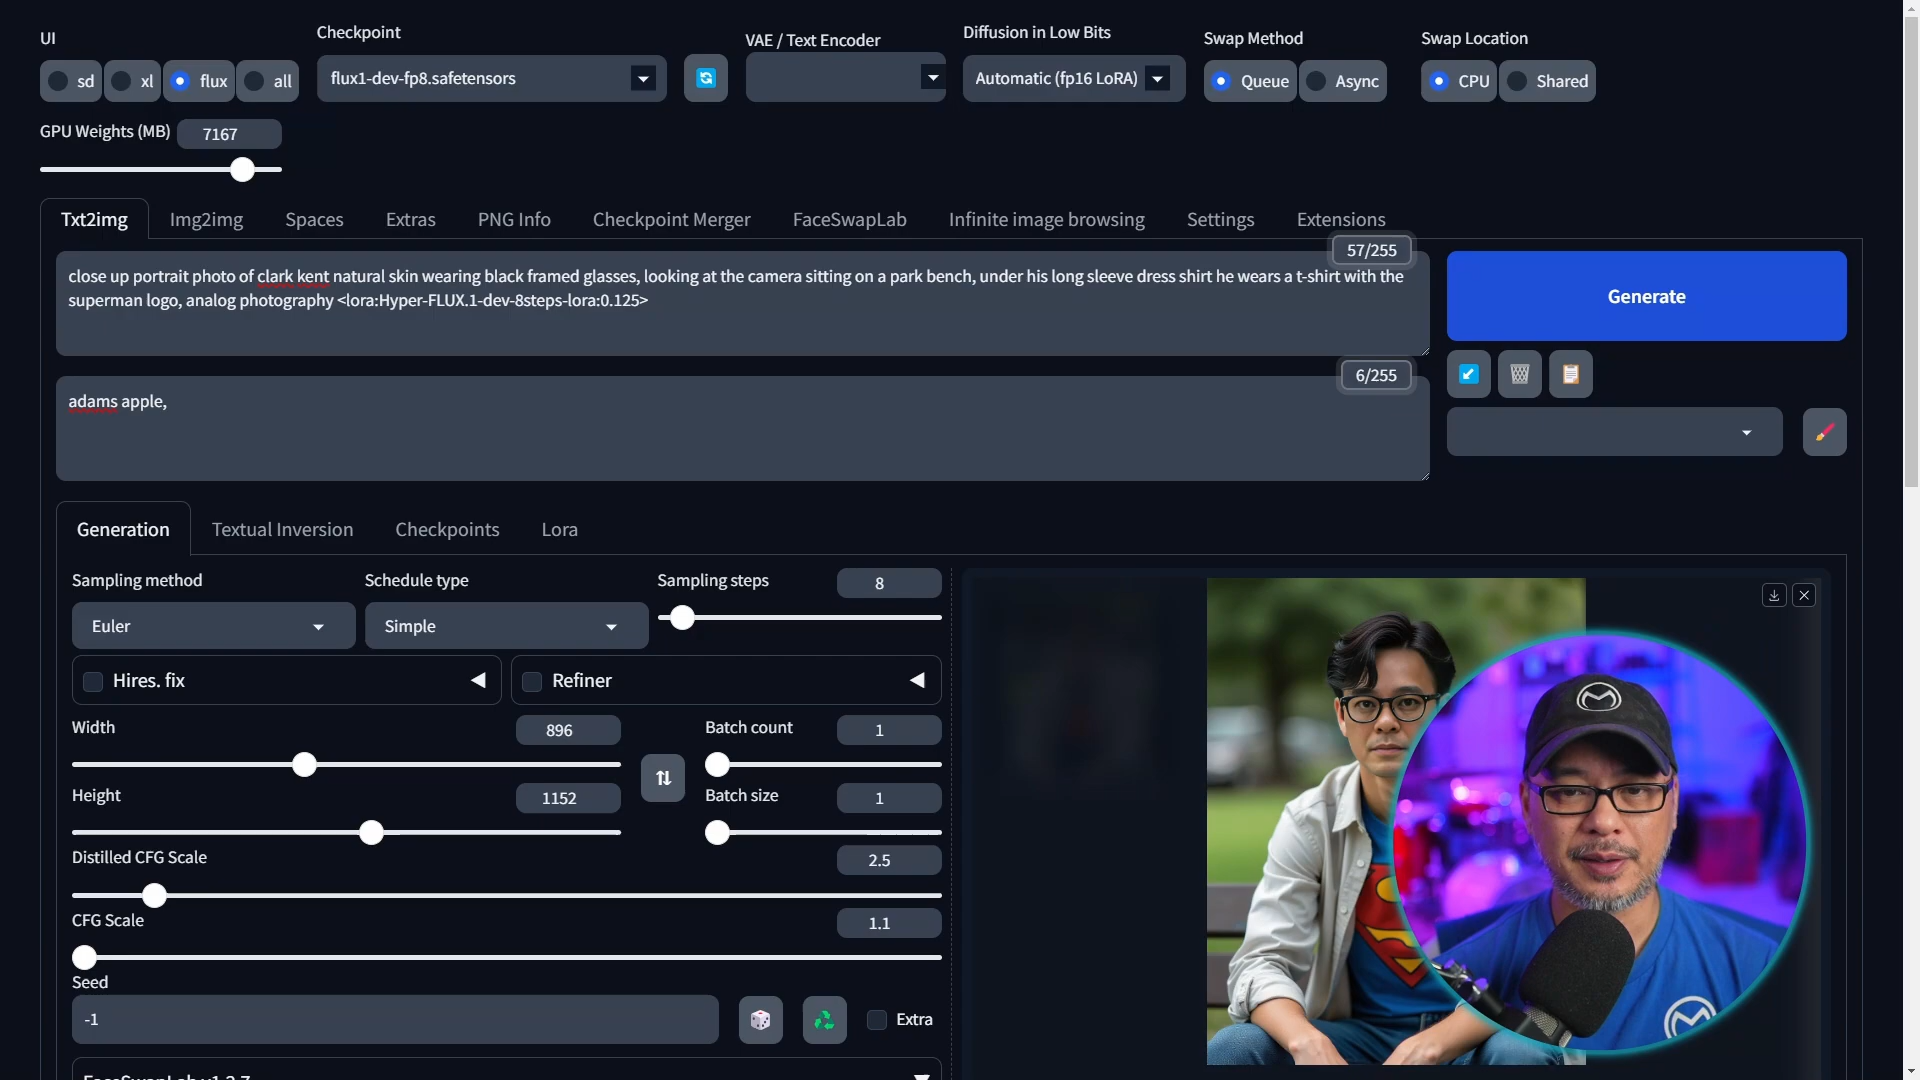 UI
Checkpoint
VAE / Text Encoder
Diffusion in Low Bits
Swap Method
Swap Location
sd
xl
flux
all
flux1-dev-fp8.safetensors
Automatic (fp16 LoRA)
Queue
Async
CPU
Shared
GPU Weights (MB)
7167
Txt2img
Img2img
Spaces
Extras
PNG Info
Checkpoint Merger
FaceSwapLab
Infinite image browsing
Settings
Extensions
57/255
close up portrait photo of clark kent natural skin wearing black framed glasses, looking at the camera sitting on a park bench, under his long sleeve dress shirt he wears a t-shirt with the
superman logo, analog photography <lora:Hyper-FLUX.1-dev-8steps-lora:0.125>
Generate
6/255
adams apple,
Generation
Textual Inversion
Checkpoints
Lora
Sampling method
Schedule type
Sampling steps
8
Euler
Simple
Hires. fix
Refiner
Width
896
Batch count
1
Height
1152
Batch size
1
Distilled CFG Scale
2.5
CFG Scale
1.1
Seed
-1
Extra
FaceSwapLab v1.2.7